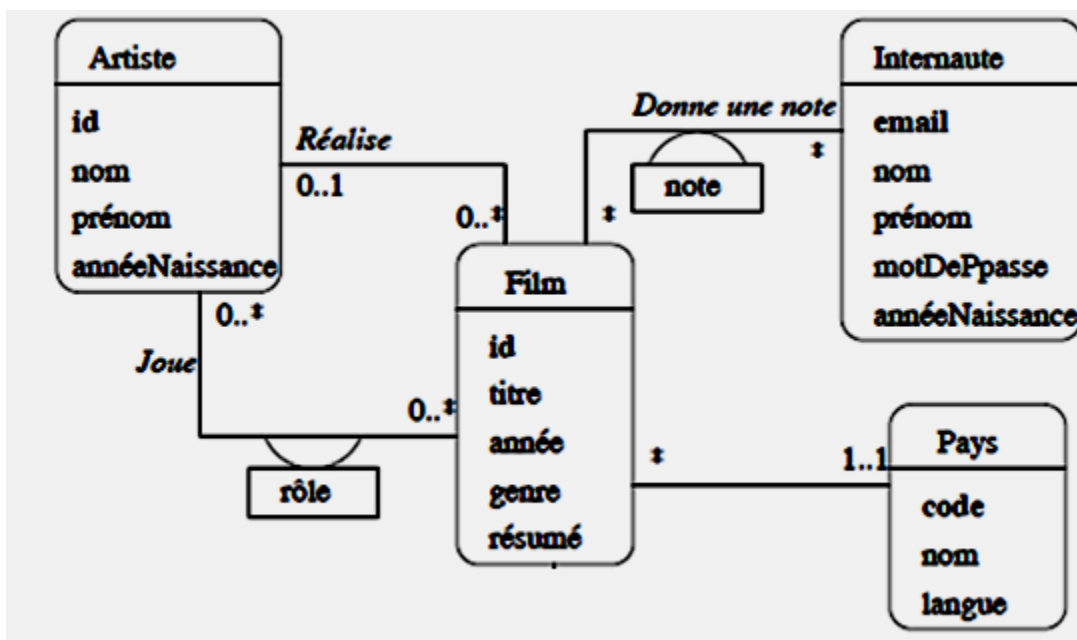 Artiste
id
nom
prénom
annéeNaissance
Réalise
0..1
0..*
Donne une note
*
note
*
Internaute
email
nom
prénom
motDePpasse
annéeNaissance
0..*
Joue
0..*
rôle
Film
id
titre
année
genre
résumé
*
1..1
Pays
code
nom
langue